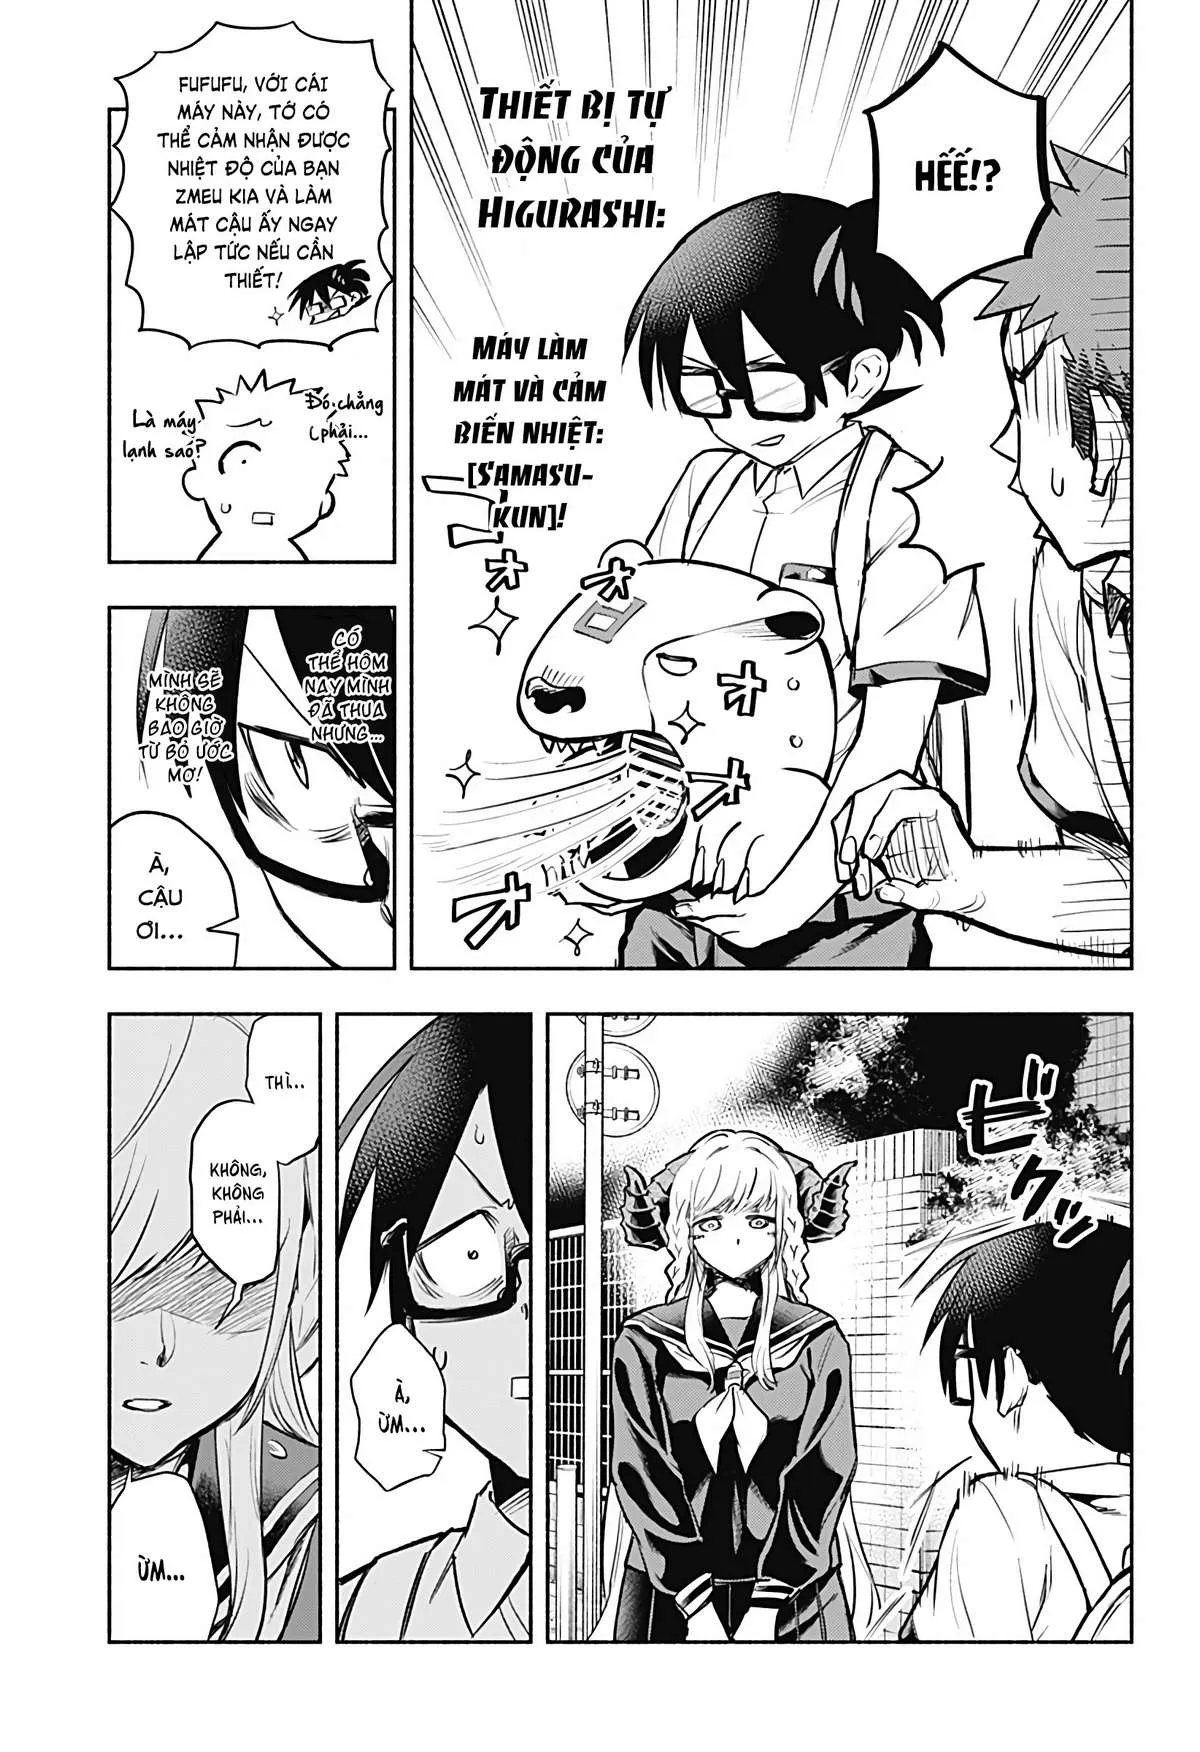 HẾẾ!?
THIẾT BỊ TỰ
ĐỘNG CỦA
HIGURASHI:
MÁY LÀM
MÁT VÀ CẢM
BIẾN NHIỆT:
[SAMASU-
KUN]!
FUFUFU, VỚI CÁI
MÁY NÀY, TỚ CÓ
THỂ CẢM NHẬN ĐƯỢC
NHIỆT ĐỘ CỦA BẠN
ZMEU KIA VÀ LÀM
MÁT CẬU ẤY NGAY
LẬP TỨC NẾU CẦN
THIẾT!
Đó chẳng
phải...
Là máy
lạnh sao?
CÓ
THỂ HÔM
NAY MÌNH
ĐÃ THUA
NHƯNG...
MÌNH SẼ
KHÔNG
BAO GIỜ
TỪ BỎ ƯỚC
MƠ!
À,
CẬU
ƠI...
ビクッ
À,
ỪM...
THÌ...
KHÔNG,
KHÔNG
PHẢI...
ỪM...